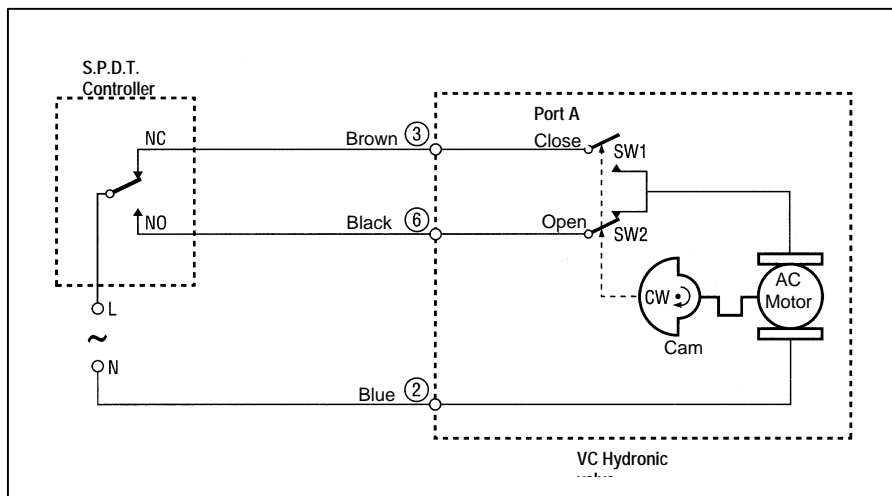 S.P.D.T.
Controller
NC
NO
L
~
N
Brown 3
Black 6
Blue 2
Port A
Close
SW1
Open
SW2
CW
Cam
AC
Motor
VC Hydronic